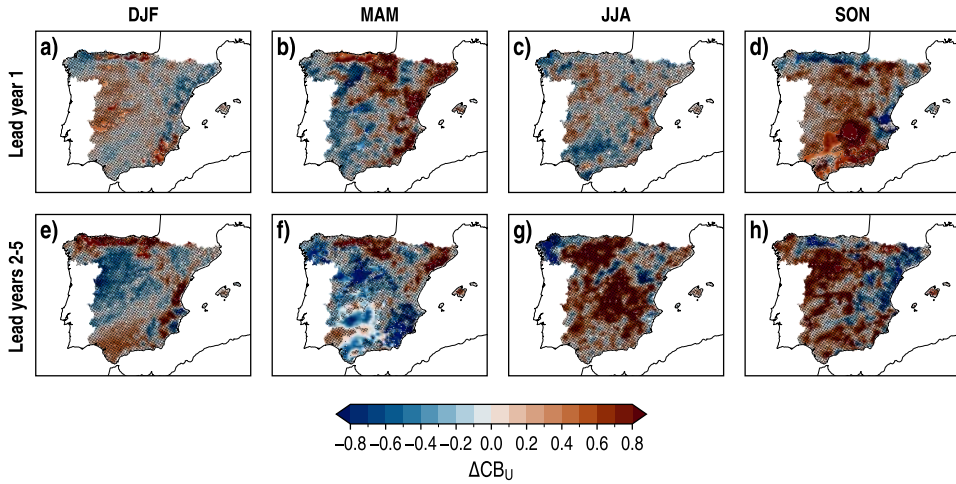 DJF MAM JJA SON
Lead year 1
a) b) c) d)
Lead years 2-5
e) f) g) h)
−0.8 −0.6 −0.4 −0.2 0.0 0.2 0.4 0.6 0.8
ΔCB_U